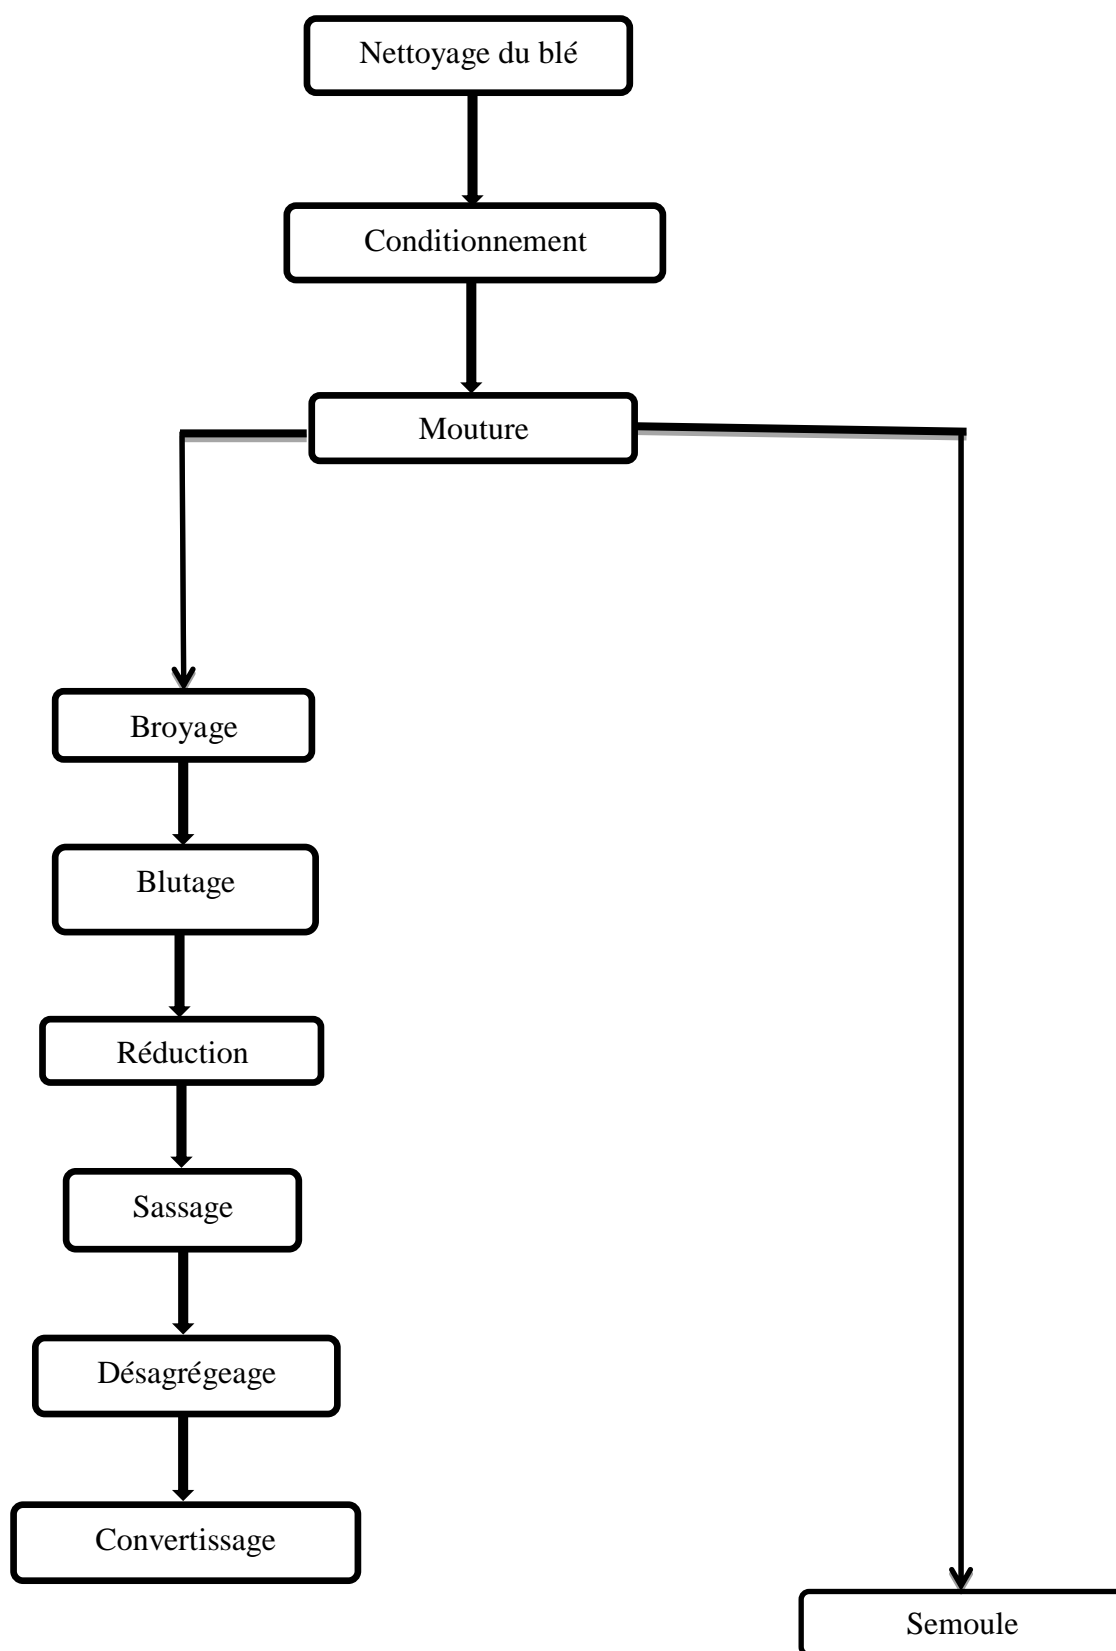 Nettoyage du blé
Conditionnement
Mouture
Broyage
Blutage
Réduction
Sassage
Désagrégeage
Convertissage
Semoule